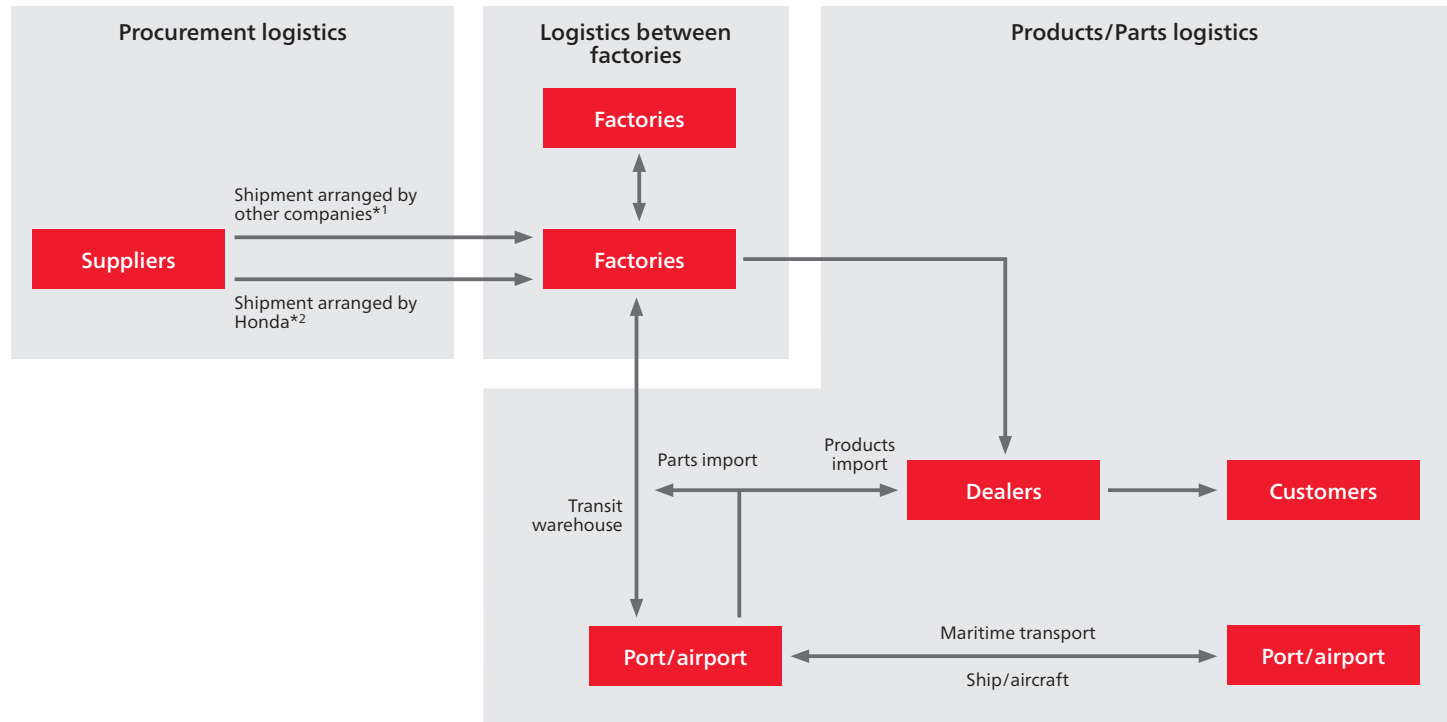 Procurement logistics
Logistics between
factories
Products/Parts logistics
Factories
Shipment arranged by
other companies*1
Suppliers
Factories
Shipment arranged by
Honda*2
Parts import
Products
import
Dealers
Customers
Transit
warehouse
Port/airport
Maritime transport
Ship/aircraft
Port/airport